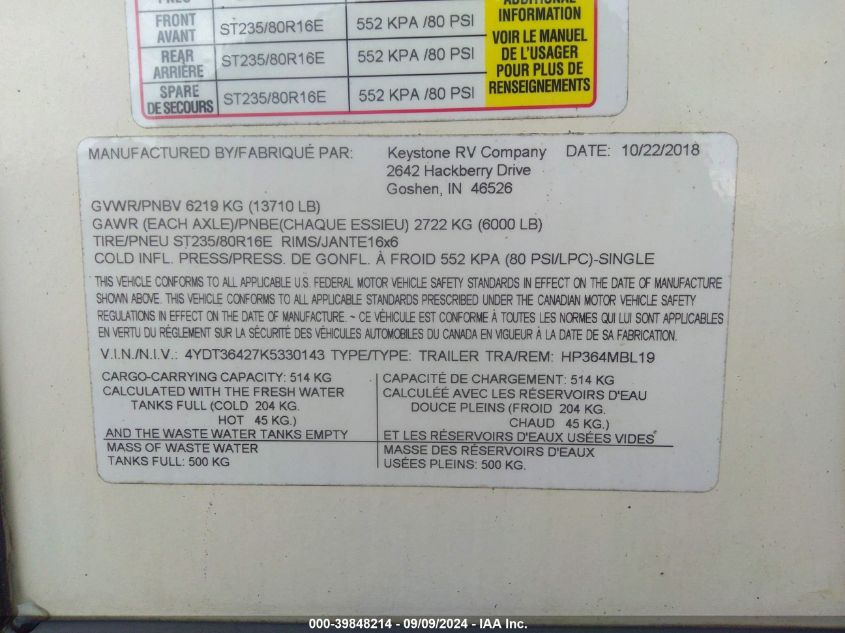 ADDITIONAL
INFORMATION
FRONT
AVANT
ST235/80R16E
552 KPA /80 PSI
VOIR LE MANUEL
DE L'USAGER
POUR PLUS DE
RENSEIGNEMENTS
REAR
ARRIÈRE
ST235/80R16E
552 KPA /80 PSI
SPARE
DE SECOURS
ST235/80R16E
552 KPA /80 PSI
MANUFACTURED BY/FABRIQUÉ PAR: Keystone RV Company DATE: 10/22/2018
2642 Hackberry Drive
Goshen, IN 46526
GVWR/PNBV 6219 KG (13710 LB)
GAWR (EACH AXLE)/PNBE(CHAQUE ESSIEU) 2722 KG (6000 LB)
TIRE/PNEU ST235/80R16E RIMS/JANTE16x6
COLD INFL. PRESS/PRESS. DE GONFL. À FROID 552 KPA (80 PSI/LPC)-SINGLE
THIS VEHICLE CONFORMS TO ALL APPLICABLE U.S. FEDERAL MOTOR VEHICLE SAFETY STANDARDS IN EFFECT ON THE DATE OF MANUFACTURE
SHOWN ABOVE. THIS VEHICLE CONFORMS TO ALL APPLICABLE STANDARDS PRESCRIBED UNDER THE CANADIAN MOTOR VEHICLE SAFETY
REGULATIONS IN EFFECT ON THE DATE OF MANUFACTURE. ~ CE VÉHICULE EST CONFORME À TOUTES LES NORMES QUI LUI SONT APPLICABLES
EN VERTU DU RÈGLEMENT SUR LA SÉCURITÉ DES VÉHICULES AUTOMOBILES DU CANADA EN VIGUEUR À LA DATE DE SA FABRICATION.
V.I.N./N.I.V.: 4YDT36427K5330143 TYPE/TYPE: TRAILER TRA/REM: HP364MBL19
CARGO-CARRYING CAPACITY: 514 KG
CALCULATED WITH THE FRESH WATER
TANKS FULL (COLD 204 KG.
HOT 45 KG.)
AND THE WASTE WATER TANKS EMPTY
MASS OF WASTE WATER
TANKS FULL: 500 KG
CAPACITÉ DE CHARGEMENT: 514 KG
CALCULÉE AVEC LES RÉSERVOIRS D'EAU
DOUCE PLEINS (FROID 204 KG.
CHAUD 45 KG.)
ET LES RÉSERVOIRS D'EAUX USÉES VIDES
MASSE DES RÉSERVOIRS D'EAUX
USÉES PLEINS: 500 KG.
000-39848214 - 09/09/2024 - IAA Inc.